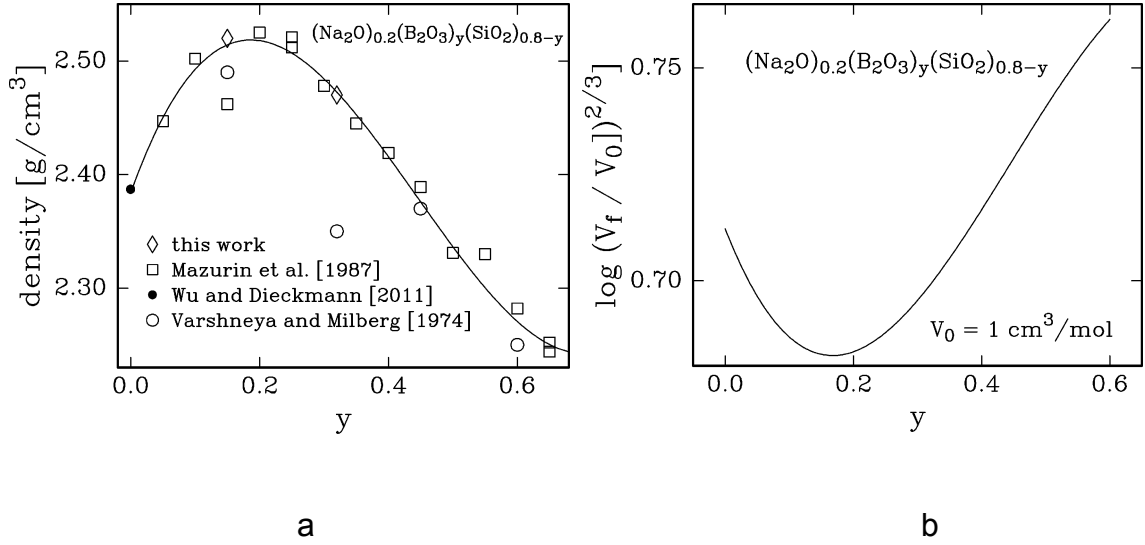 (Na₂O)₀.₂(B₂O₃)y(SiO₂)₀.₈₋y
density [g/cm³]
2.50
2.40
2.30
this work
Mazurin et al. [1987]
Wu and Dieckmann [2011]
Varshneya and Milberg [1974]
0.0 0.2 0.4 0.6
y
a
(Na₂O)₀.₂(B₂O₃)y(SiO₂)₀.₈₋y
log (V_f / V₀])²/³
0.75
0.70
V₀ = 1 cm³/mol
0.0 0.2 0.4 0.6
y
b